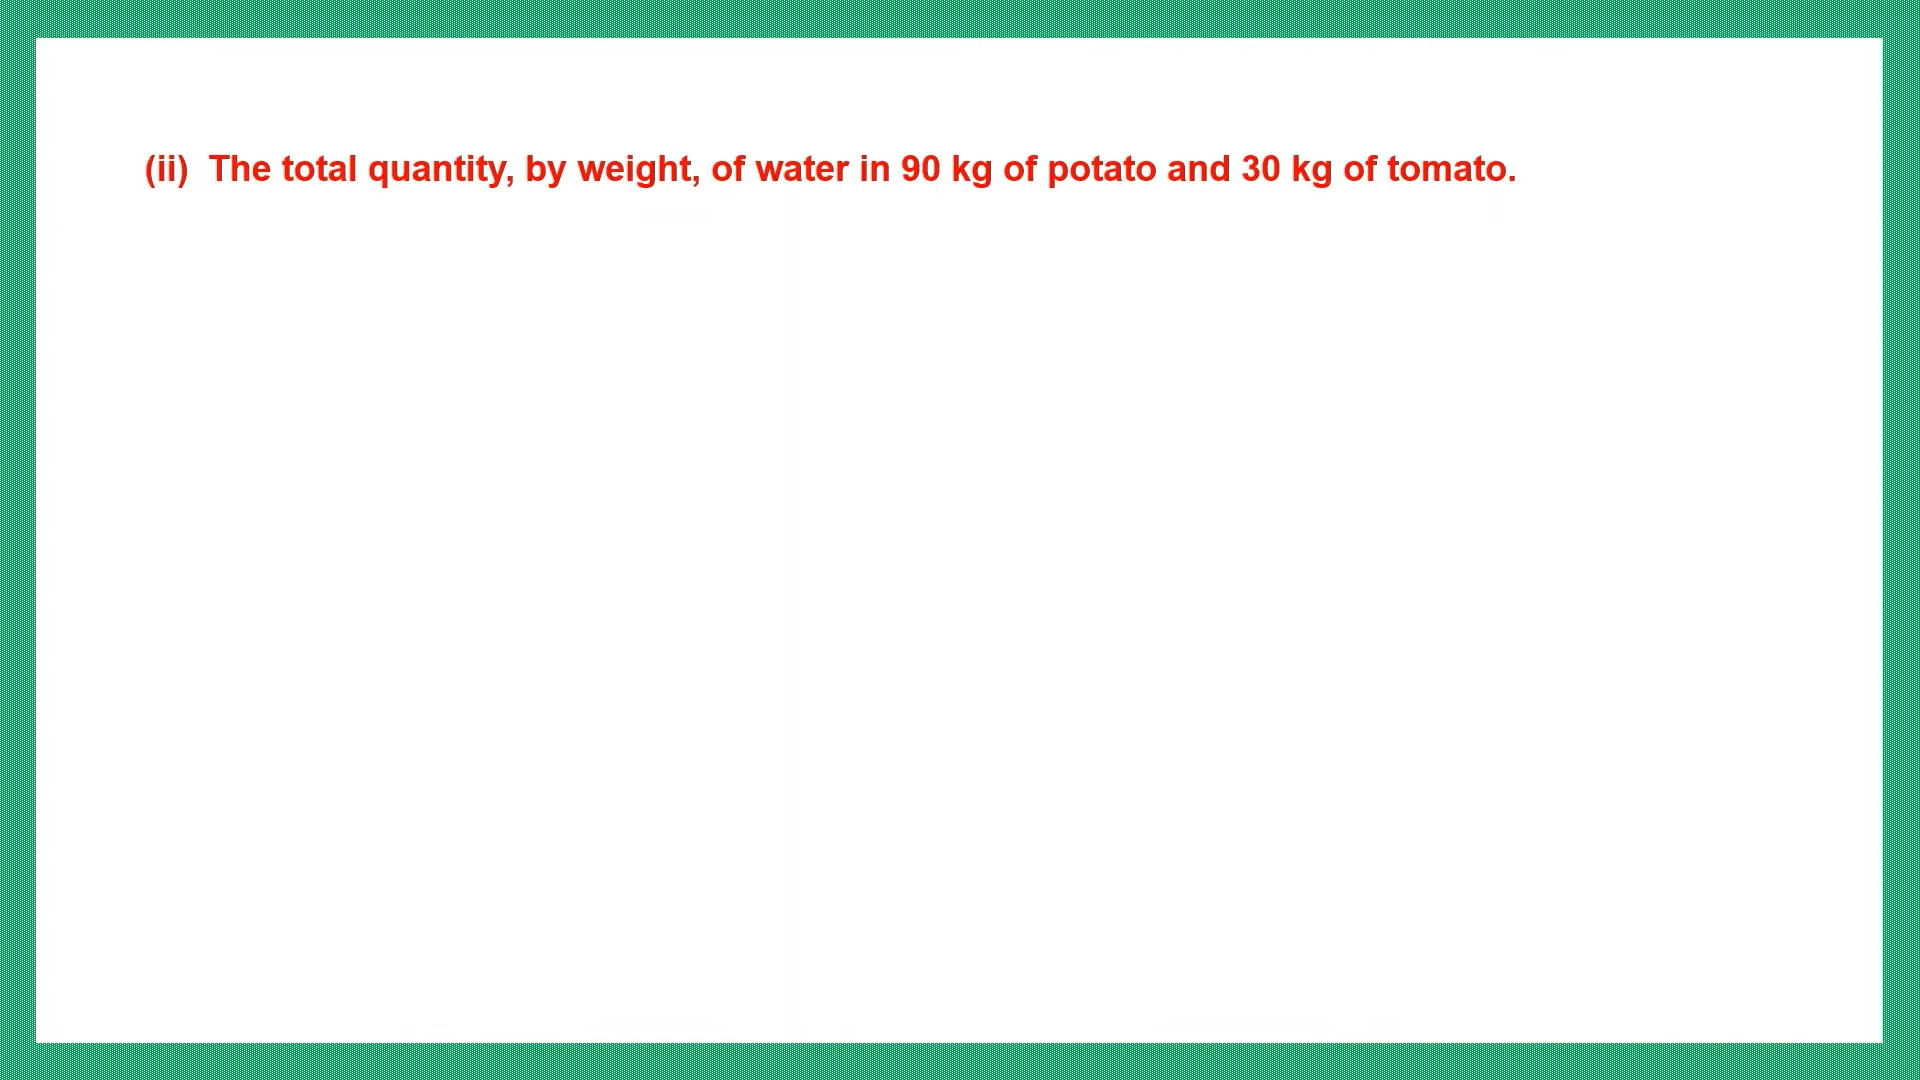 (ii) The total quantity, by weight, of water in 90 kg of potato and 30 kg of tomato.